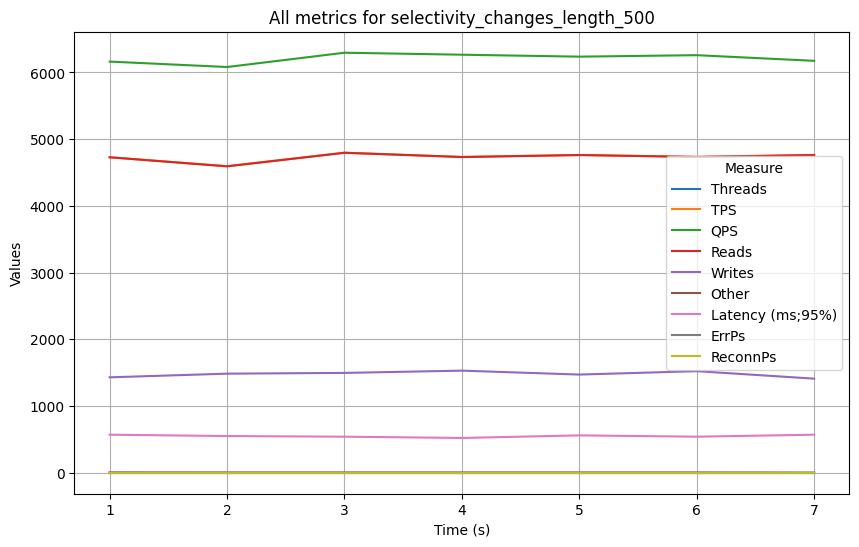 All metrics for selectivity_changes_length_500
6000
5000
4000
3000
2000
1000
0
Values
Measure
Threads
TPS
QPS
Reads
Writes
Other
Latency (ms;95%)
ErrPs
ReconnPs
1 2 3 4 5 6 7
Time (s)